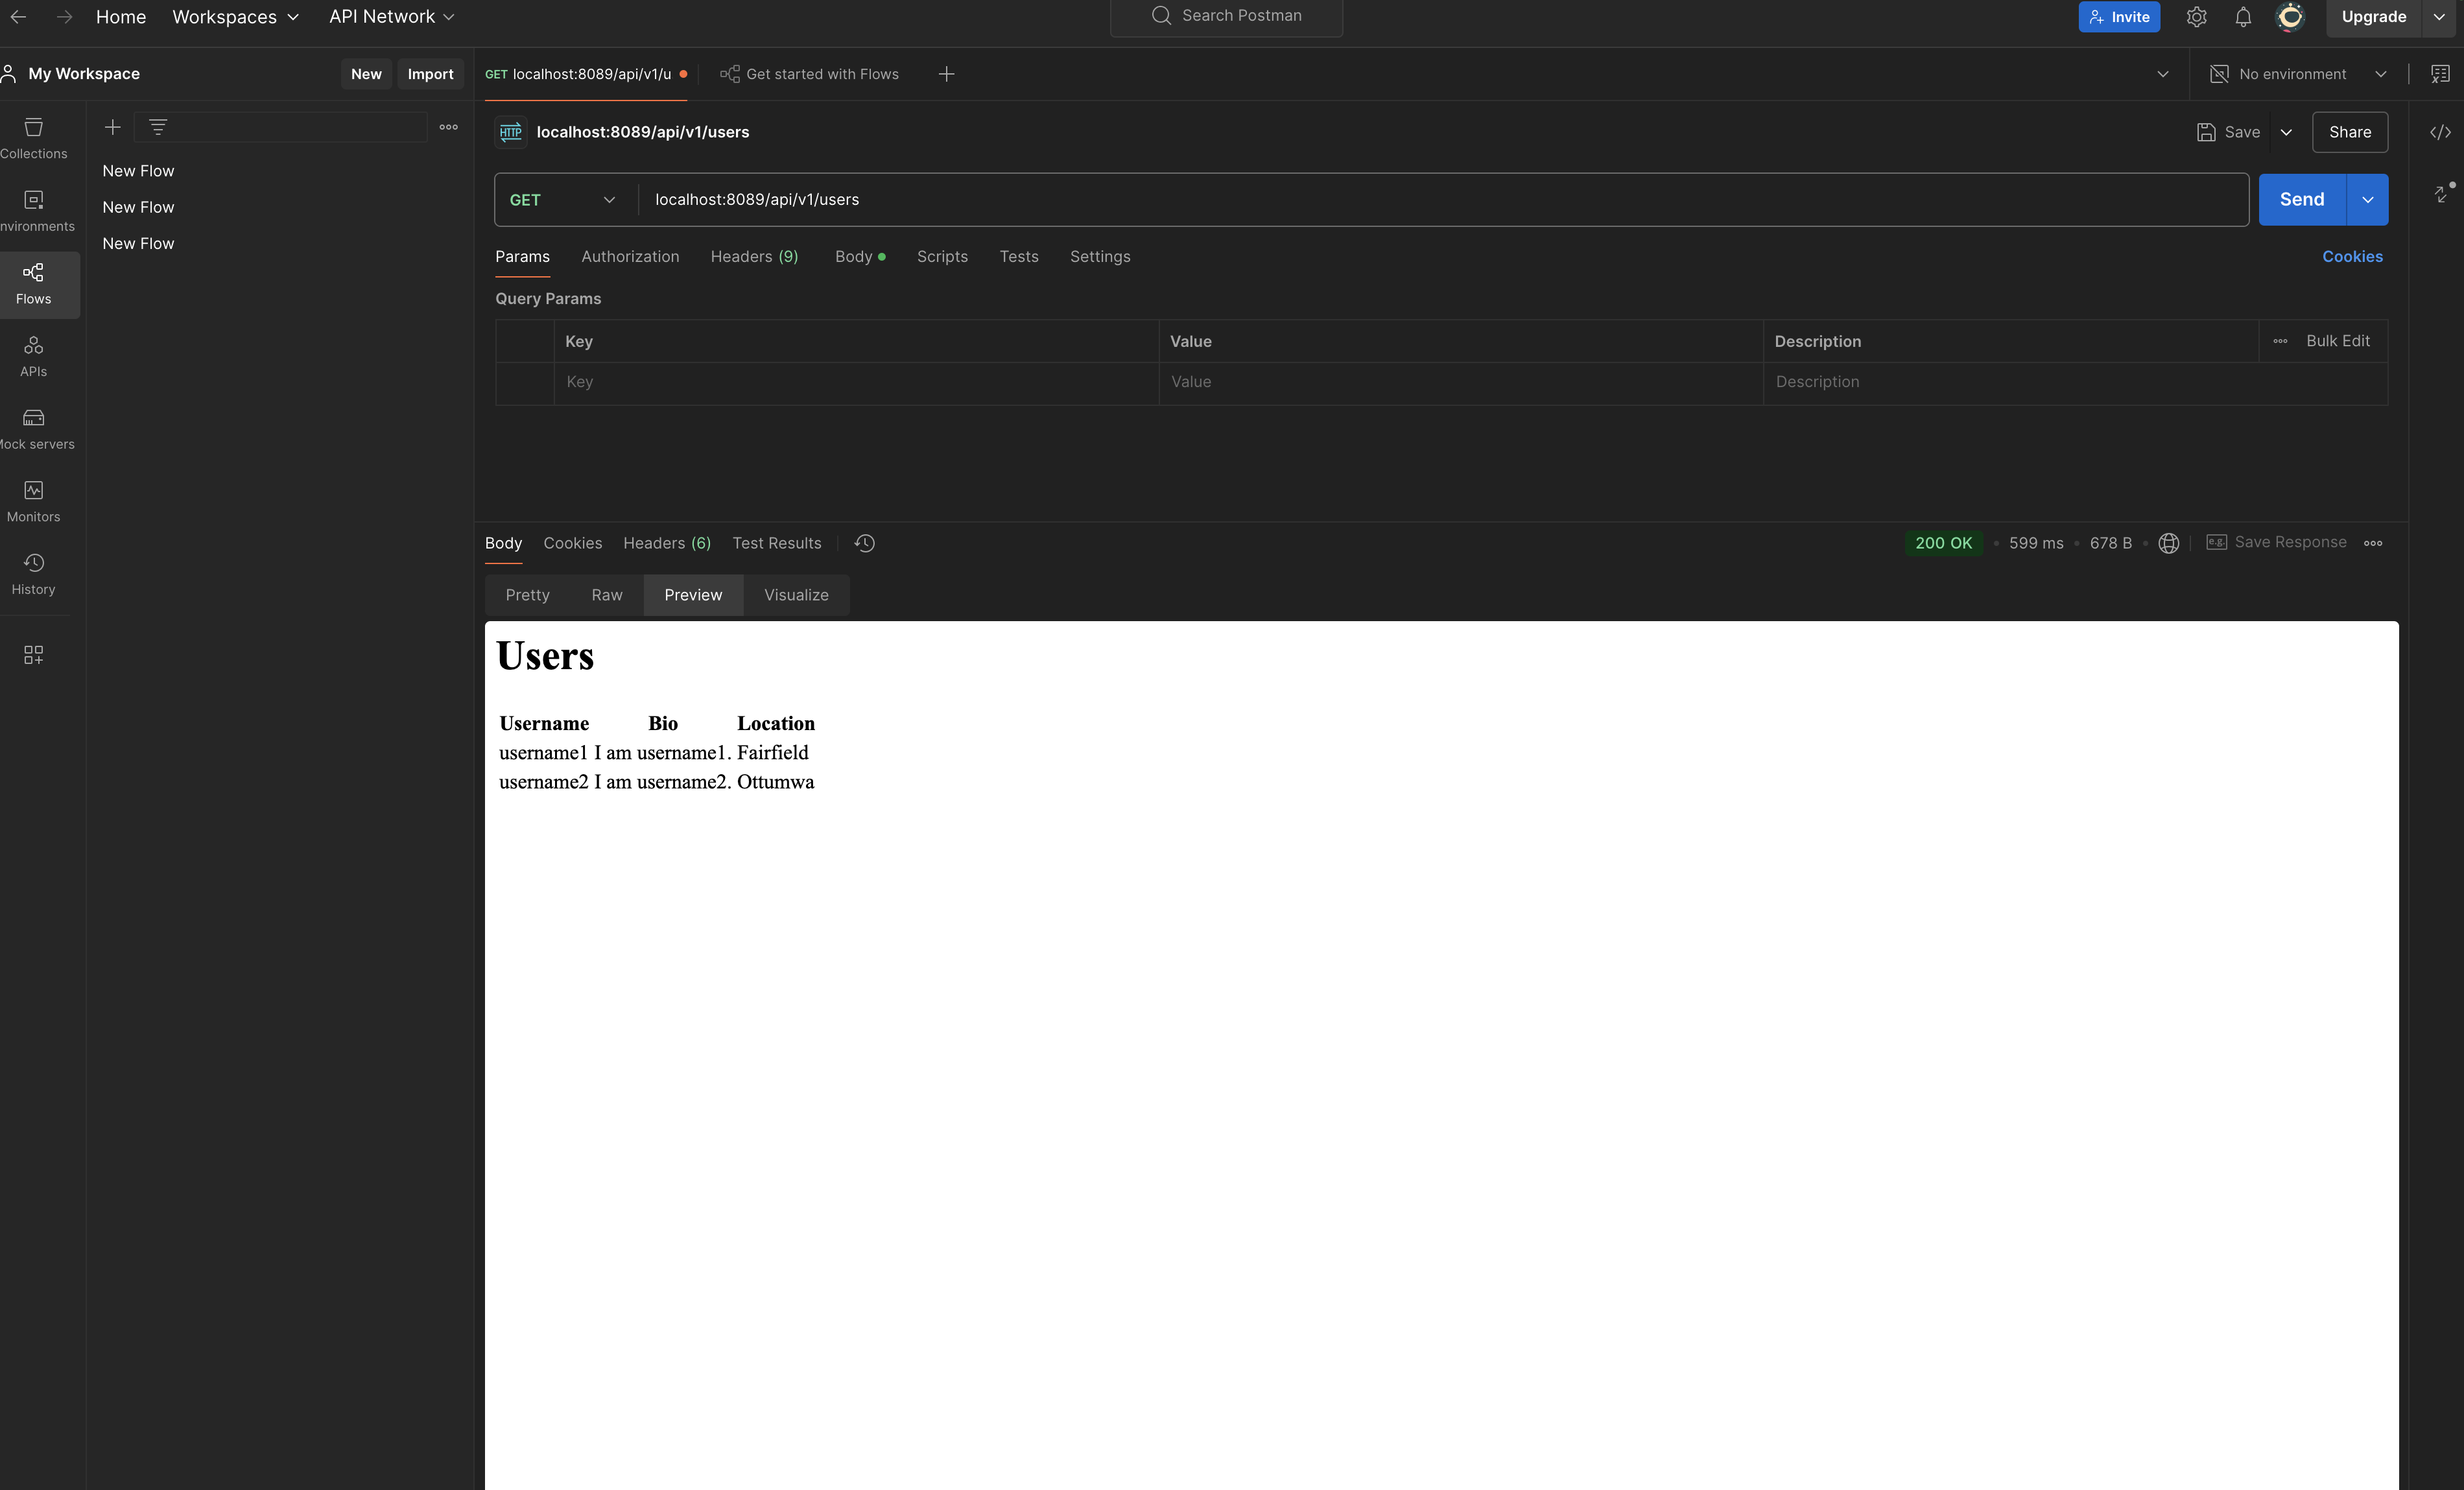 Home Workspaces API Network Search Postman Invite Upgrade
My Workspace New Import GET localhost:8089/api/v1/u Get started with Flows No environment
HTTP localhost:8089/api/v1/users Save Share
Collections
New Flow
GET localhost:8089/api/v1/users Send
nvironments
New Flow
New Flow
Params Authorization Headers (9) Body Scripts Tests Settings Cookies
Flows
Query Params
Key Value Description Bulk Edit
APIs
Key Value Description
Mock servers
Monitors
Body Cookies Headers (6) Test Results 200 OK 599 ms 678 B e.g. Save Response
History
Pretty Raw Preview Visualize
Users
Username Bio Location
username1 I am username1. Fairfield
username2 I am username2. Ottumwa